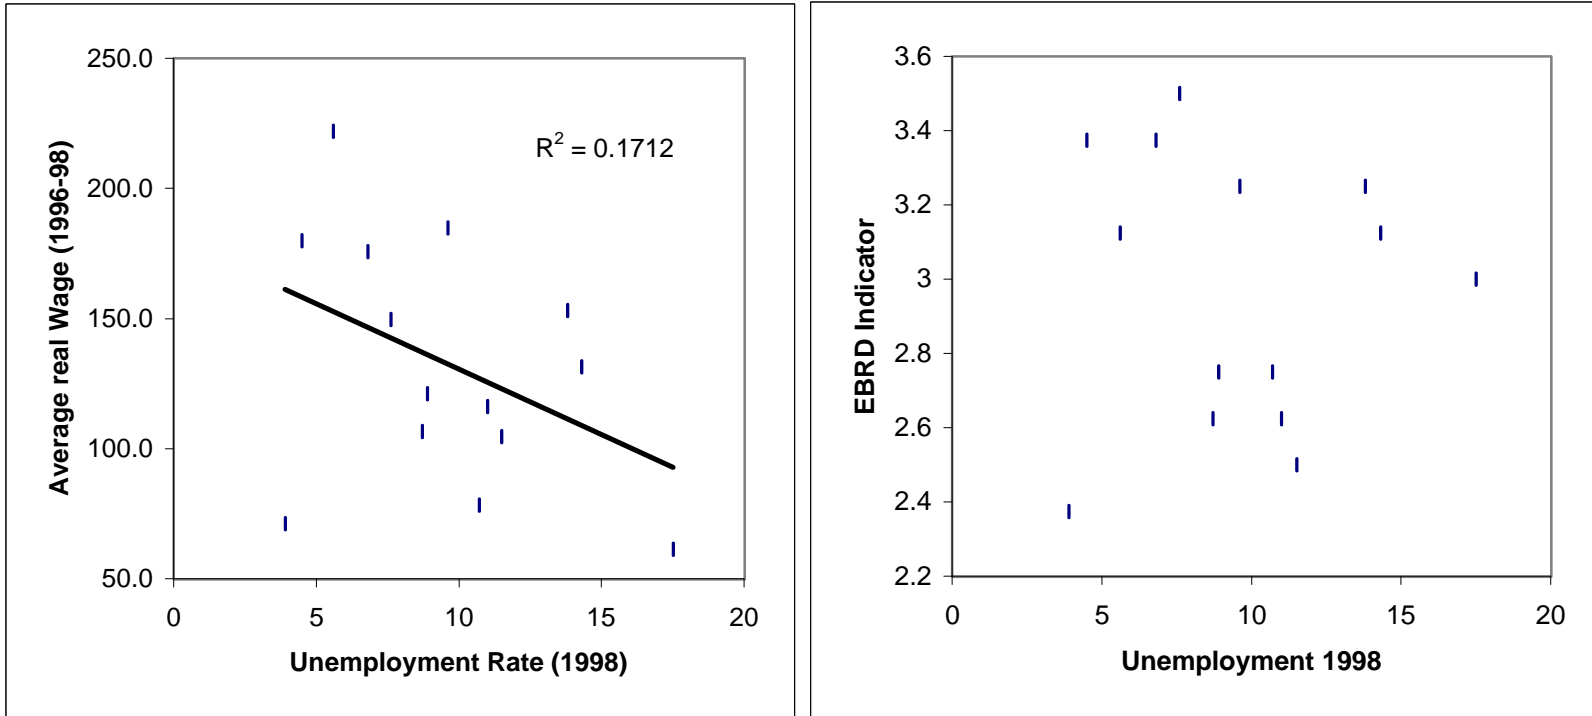 250.0
200.0
150.0
100.0
50.0
0 5 10 15 20
Average real Wage (1996-98)
Unemployment Rate (1998)
R² = 0.1712
3.6
3.4
3.2
3
2.8
2.6
2.4
2.2
0 5 10 15 20
EBRD Indicator
Unemployment 1998